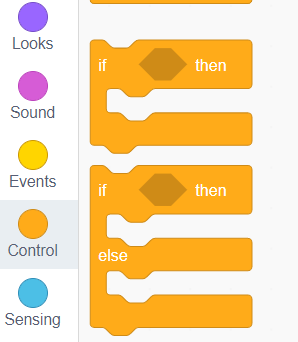 Looks
Sound
Events
Control
Sensing
if then
if then
else